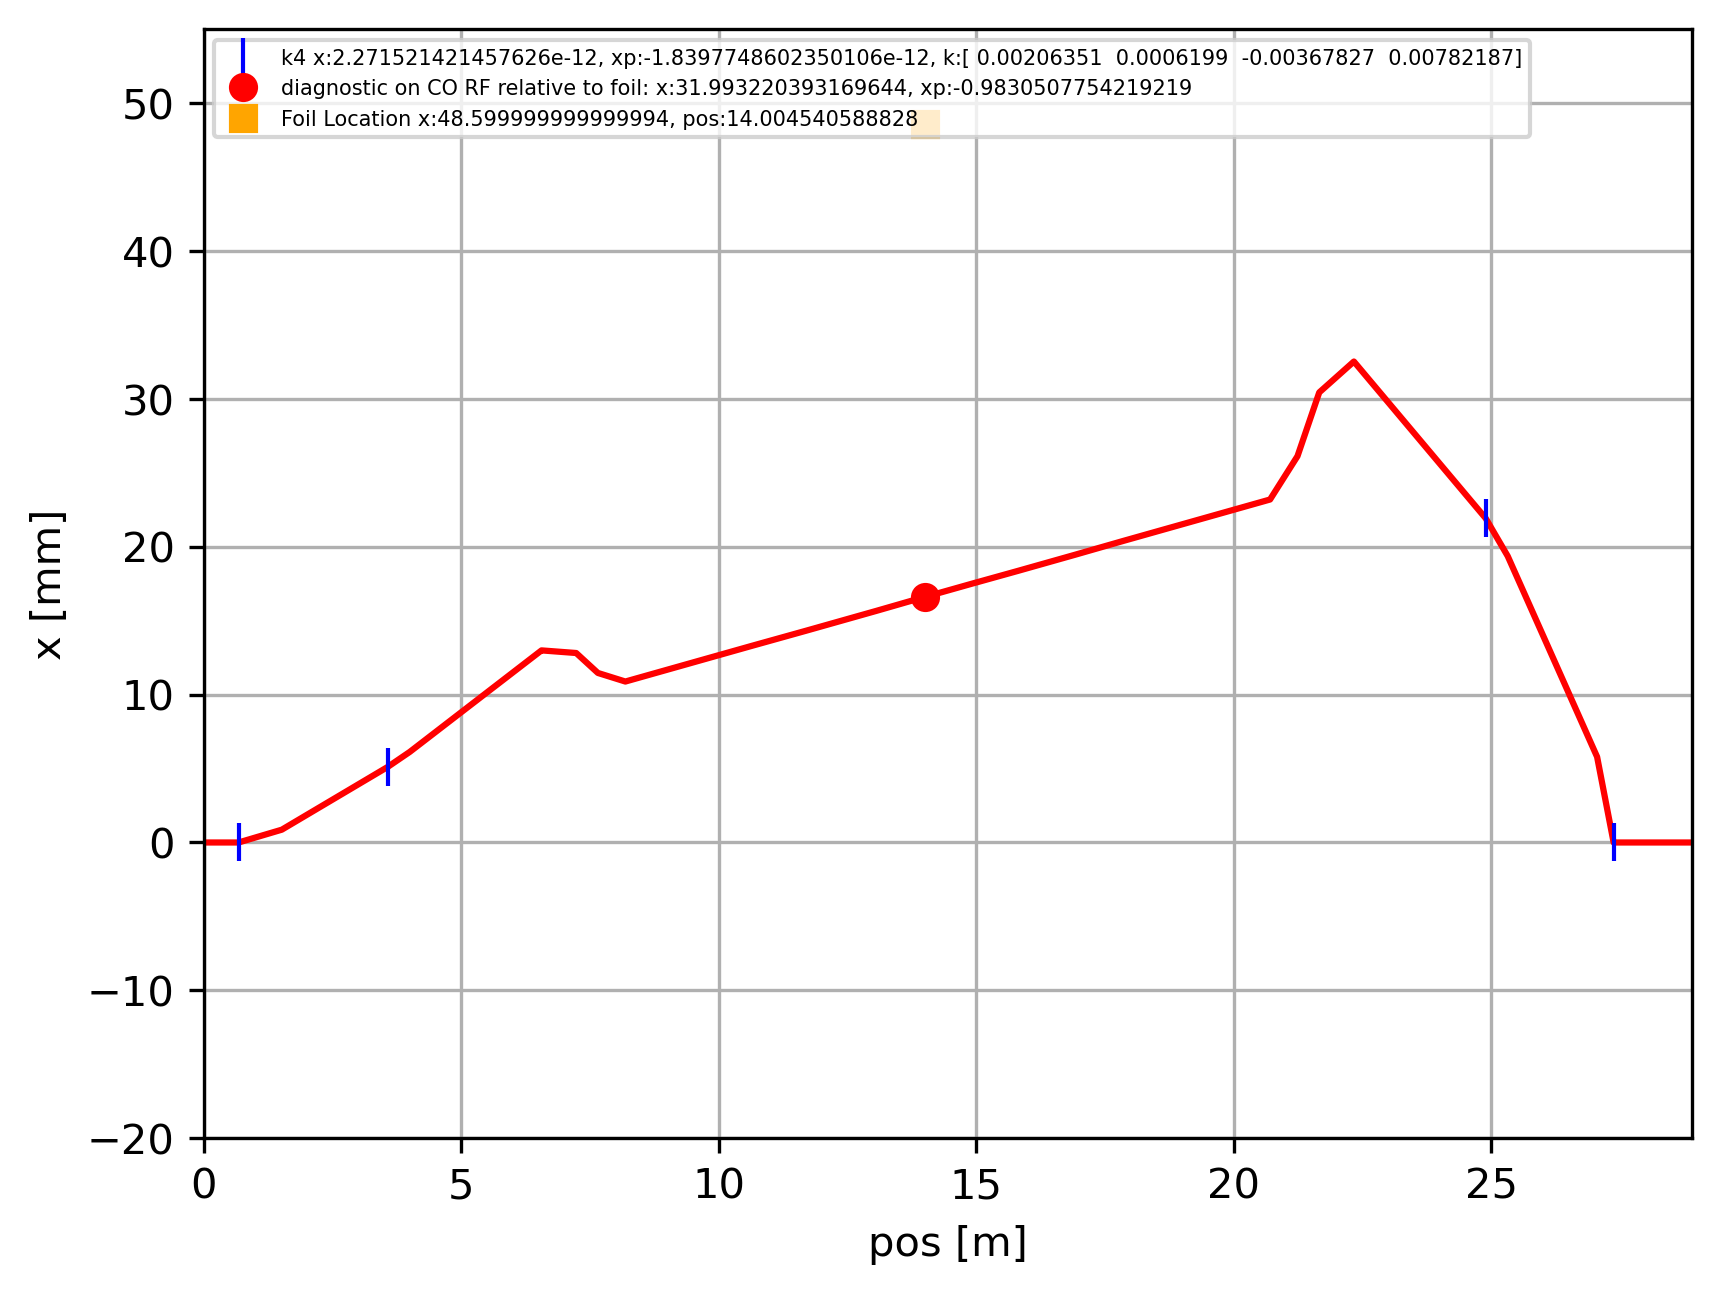 k4 x:2.271521421457626e-12, xp:-1.8397748602350106e-12, k:[ 0.00206351  0.0006199  -0.00367827  0.00782187]
diagnostic on CO RF relative to foil: x:31.993220393169644, xp:-0.9830507754219219
Foil Location x:48.599999999999994, pos:14.004540588828
50
40
30
20
10
0
−10
−20
x [mm]
0 5 10 15 20 25
pos [m]